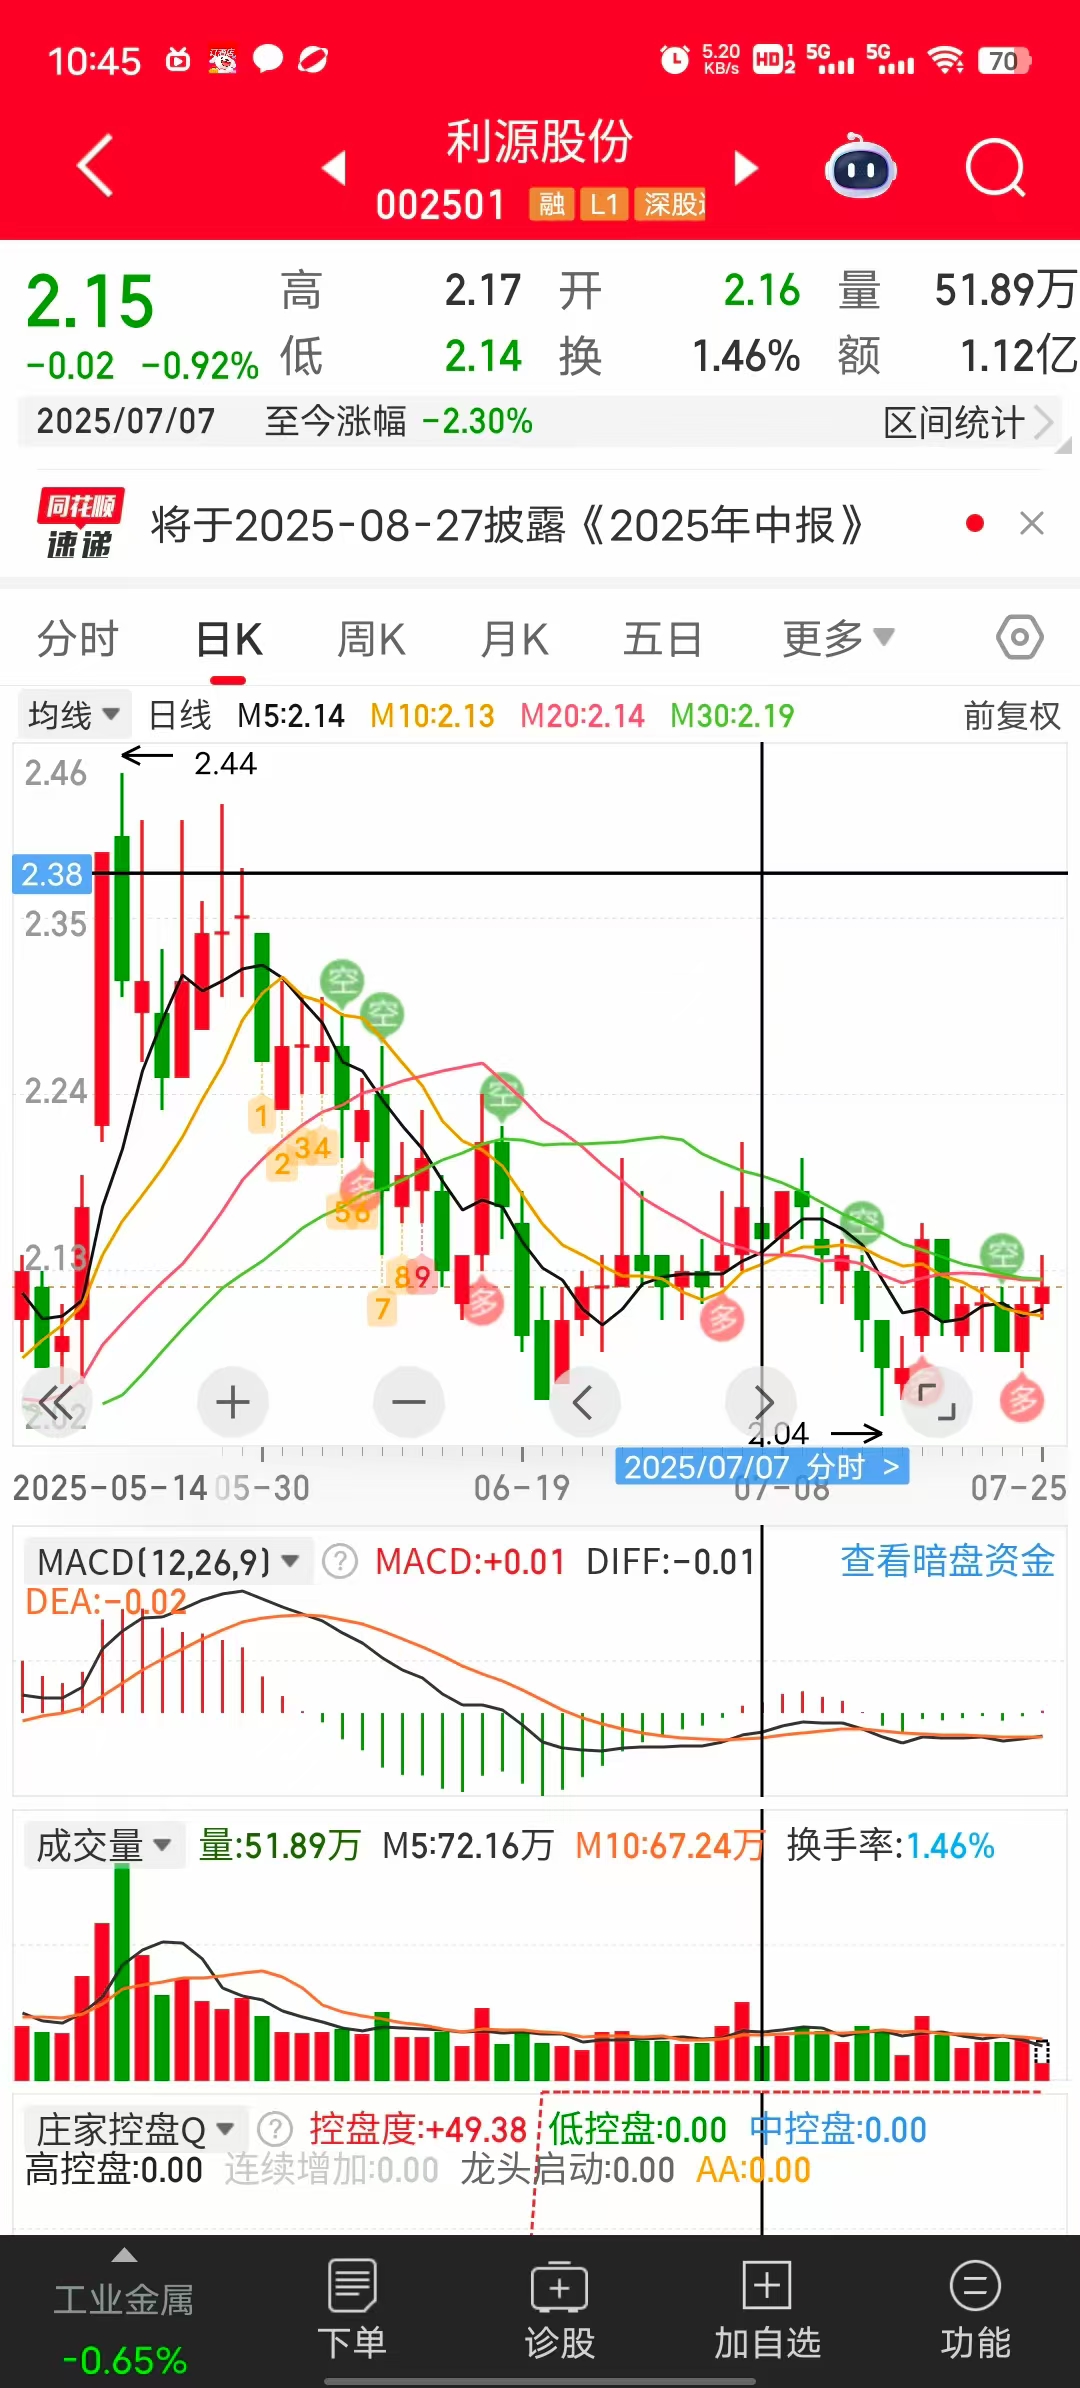 10:45 5.20 KB/s HD 1 2 5G 5G 70
利源股份
002501 融 L1 深股通
2.15 高 2.17 开 2.16 量 51.89万
-0.02 -0.92% 低 2.14 换 1.46% 额 1.12亿
2025/07/07 至今涨幅 -2.30% 区间统计
同花顺
速递
将于2025-08-27披露《2025年中报》
分时 日K 周K 月K 五日 更多
均线 日线 M5:2.14 M10:2.13 M20:2.14 M30:2.19 前复权
2.46 2.44
2.38
2.35
空
空
2.24 空
1
2 3 4
多
5 6
空
2.13 空
8 9
7 多 多
多 多
2.02
2.04
2025/07/07 分时 >
2025-05-14 05-30 06-19 07-08 07-25
MACD(12,26,9) ? MACD:+0.01 DIFF:-0.01 查看暗盘资金
DEA:-0.02
成交量 量:51.89万 M5:72.16万 M10:67.24万 换手率:1.46%
庄家控盘Q ? 控盘度:+49.38 低控盘:0.00 中控盘:0.00
高控盘:0.00 连续增加:0.00 龙头启动:0.00 AA:0.00
工业金属
-0.65%
下单 诊股 加自选 功能